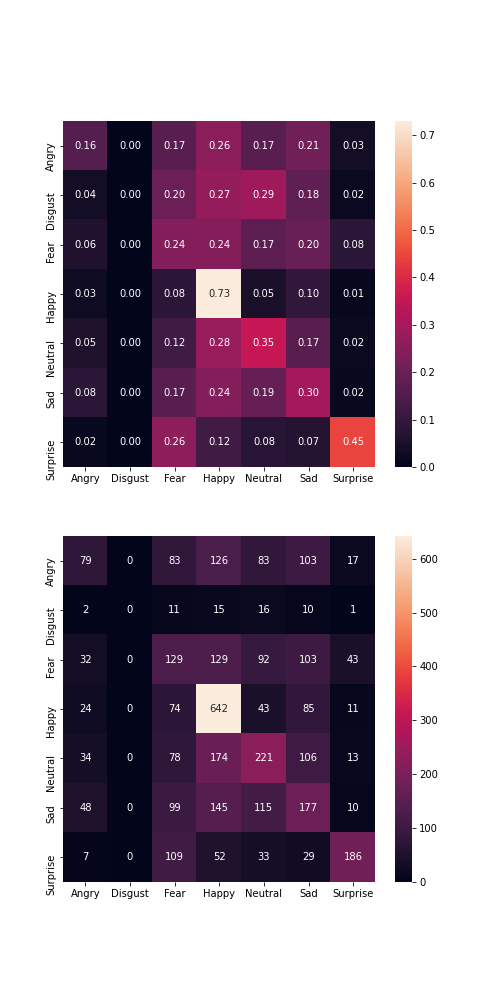 Angry 0.16 0.00 0.17 0.26 0.17 0.21 0.03
Disgust 0.04 0.00 0.20 0.27 0.29 0.18 0.02
Fear 0.06 0.00 0.24 0.24 0.17 0.20 0.08
Happy 0.03 0.00 0.08 0.73 0.05 0.10 0.01
Neutral 0.05 0.00 0.12 0.28 0.35 0.17 0.02
Sad 0.08 0.00 0.17 0.24 0.19 0.30 0.02
Surprise 0.02 0.00 0.26 0.12 0.08 0.07 0.45
Angry Disgust Fear Happy Neutral Sad Surprise
0.7
0.6
0.5
0.4
0.3
0.2
0.1
0.0
Angry 79 0 83 126 83 103 17
Disgust 2 0 11 15 16 10 1
Fear 32 0 129 129 92 103 43
Happy 24 0 74 642 43 85 11
Neutral 34 0 78 174 221 106 13
Sad 48 0 99 145 115 177 10
Surprise 7 0 109 52 33 29 186
Angry Disgust Fear Happy Neutral Sad Surprise
600
500
400
300
200
100
0